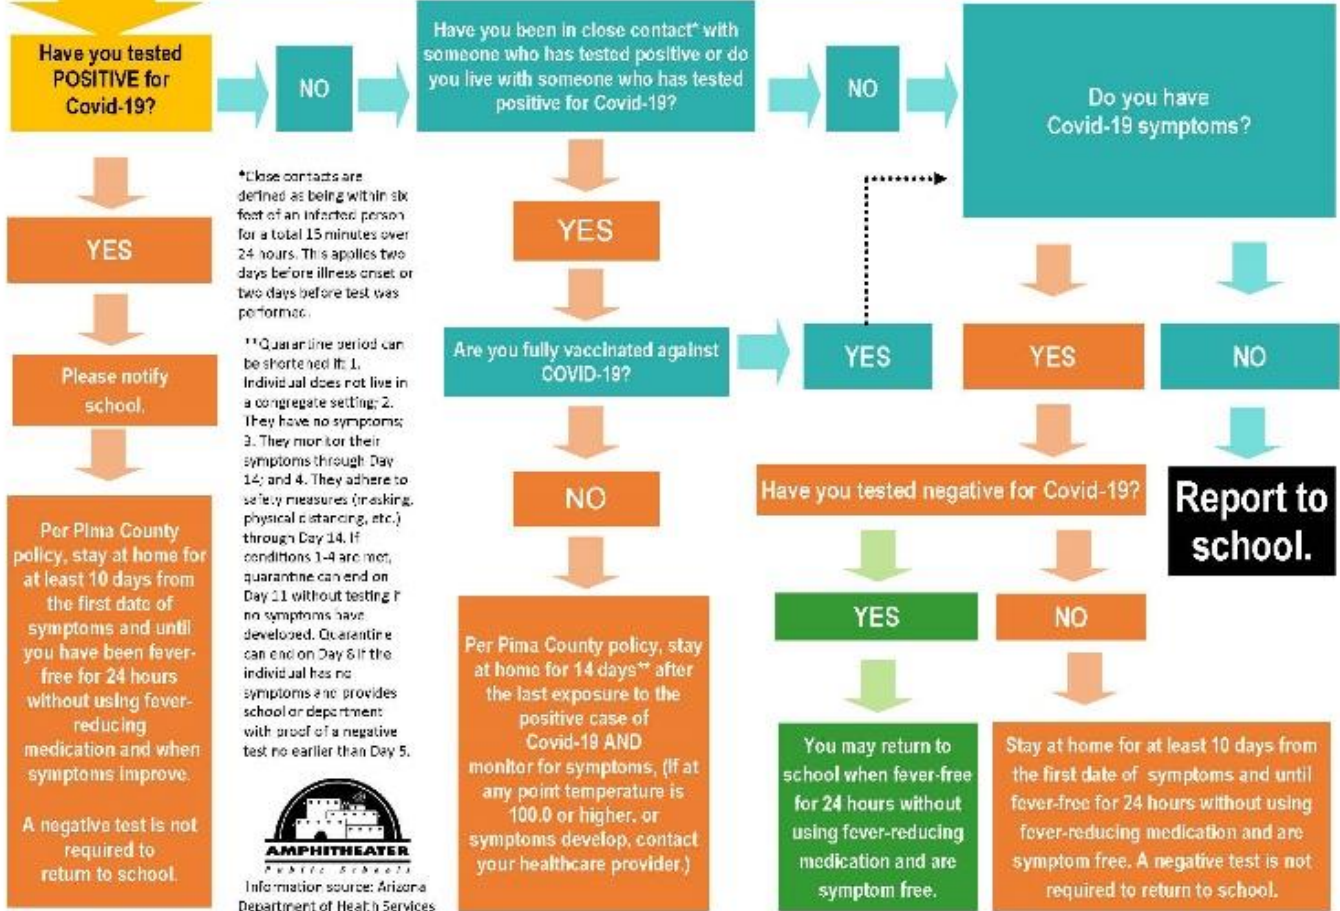 Have you tested
POSITIVE for
Covid-19?
NO
Have you been in close contact* with
someone who has tested positive or do
you live with someone who has tested
positive for Covid-19?
NO
Do you have
Covid-19 symptoms?
YES
Please notify
school.
Per Pima County
policy, stay at home for
at least 10 days from
the first date of
symptoms and until
you have been fever-
free for 24 hours
without using fever-
reducing
medication and when
symptoms improve.
A negative test is not
required to
return to school.
*Close contacts are
defined as being within six
feet of an infected person
for a total 15 minutes over
24 hours. This applies two
days before illness onset or
two days before test was
performed.
**Quarantine period can
be shortened if: 1.
Individual does not live in
a congregate setting; 2.
They have no symptoms;
3. They monitor their
symptoms through Day
14; and 4. They adhere to
safety measures (masking,
physical distancing, etc.)
through Day 14. If
conditions 1-4 are met,
quarantine can end on
Day 11 without testing if
no symptoms have
developed. Quarantine
can end on Day 8 if the
individual has no
symptoms and provides
school or department
with proof of a negative
test no earlier than Day 5.
AMPHITHEATER
Public Schools
Information source: Arizona
Department of Health Services
YES
Are you fully vaccinated against
COVID-19?
YES
NO
Per Pima County policy, stay
at home for 14 days** after
the last exposure to the
positive case of
Covid-19 AND
monitor for symptoms, (If at
any point temperature is
100.0 or higher, or
symptoms develop, contact
your healthcare provider.)
YES
NO
Have you tested negative for Covid-19?
Report to
school.
YES
NO
You may return to
school when fever-free
for 24 hours without
using fever-reducing
medication and are
symptom free.
Stay at home for at least 10 days from
the first date of symptoms and until
fever-free for 24 hours without using
fever-reducing medication and are
symptom free. A negative test is not
required to return to school.